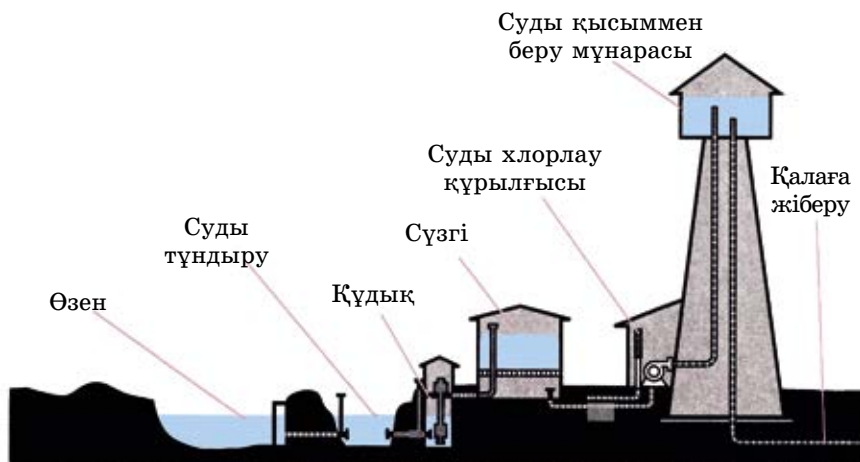 Суды қысыммен
беру мұнарасы
Суды хлорлау
құрылғысы
Қалаға
жіберу
Суды
тұндыру
Сүзгі
Құдық
Өзен